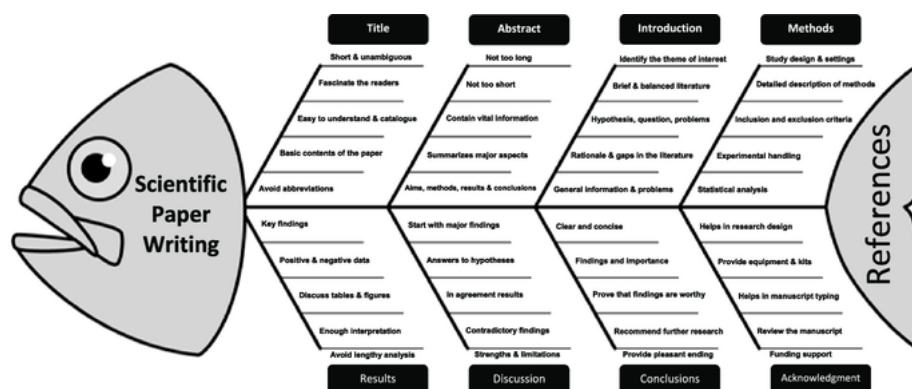 Title
Abstract
Introduction
Methods
Short & unambiguous
Fascinate the readers
Easy to understand & catalogue
Basic contents of the paper
Avoid abbreviations
Not too long
Not too short
Contain vital information
Summarizes major aspects
Aims, methods, results & conclusions
Identify the theme of interest
Brief & balanced literature
Hypothesis, question, problems
Rationale & gaps in the literature
General information & problems
Study design & settings
Detailed description of methods
Inclusion and exclusion criteria
Experimental handling
Statistical analysis
Scientific
Paper
Writing
References
Key findings
Positive & negative data
Discuss tables & figures
Enough interpretation
Avoid lengthy analysis
Start with major findings
Answers to hypotheses
In agreement results
Contradictory findings
Strengths & limitations
Clear and concise
Findings and importance
Prove that findings are worthy
Recommend further research
Provide pleasant ending
Helps in research design
Provide equipment & kits
Helps in manuscript typing
Review the manuscript
Funding support
Results
Discussion
Conclusions
Acknowledgment